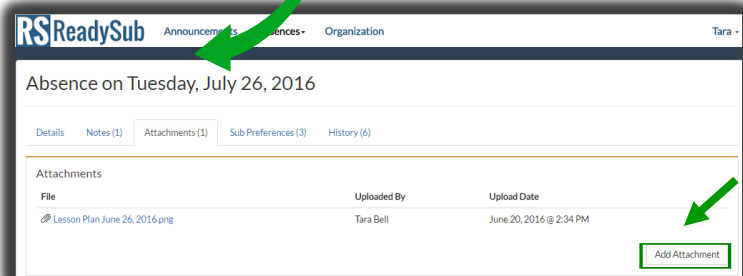 RS ReadySub Announcements ences Organization Tara
Absence on Tuesday, July 26, 2016
Details Notes (1) Attachments (1) Sub Preferences (3) History (6)
Attachments
File Uploaded By Upload Date
Lesson Plan June 26, 2016.png Tara Bell June 20, 2016 @ 2:34 PM
Add Attachment